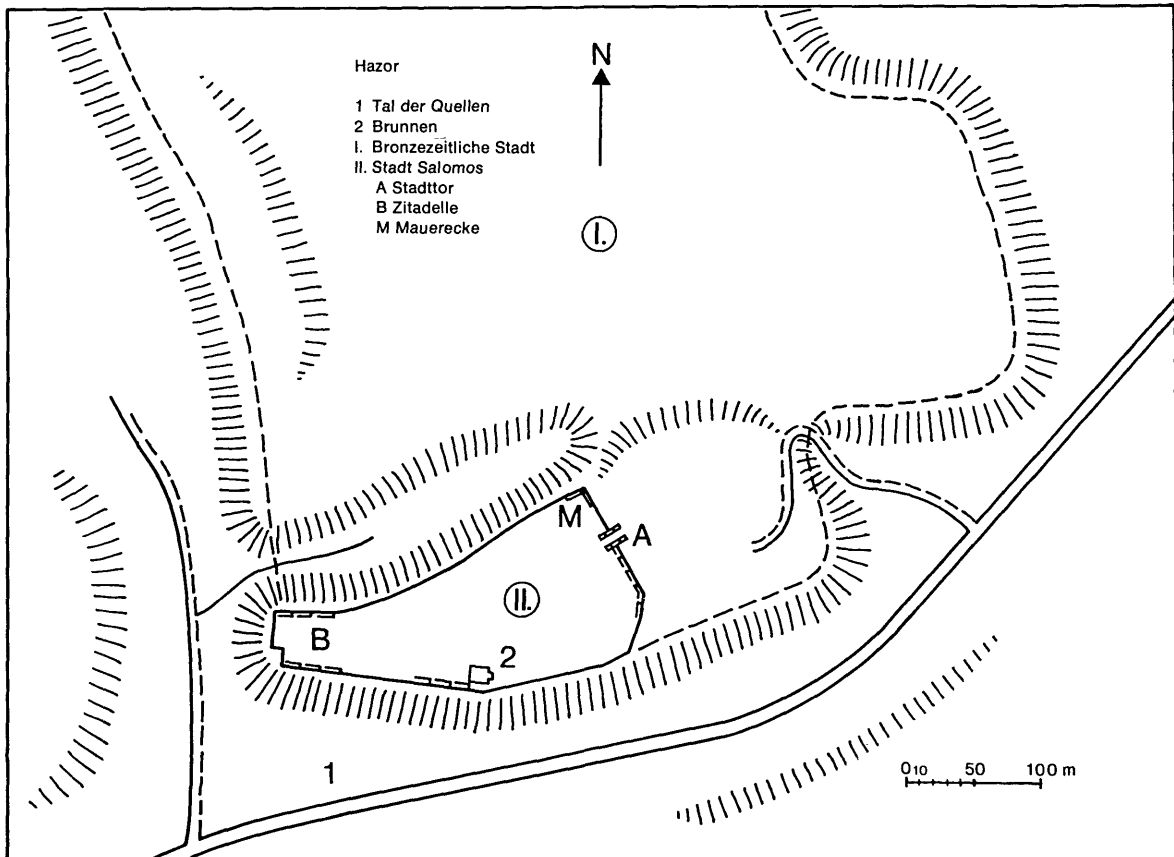 Hazor
N
1 Tal der Quellen
2 Brunnen
I. Bronzezeitliche Stadt
II. Stadt Salomos
A Stadttor
B Zitadelle
M Mauerecke
I.
M
A
II.
B
2
1
0 10 50 100 m